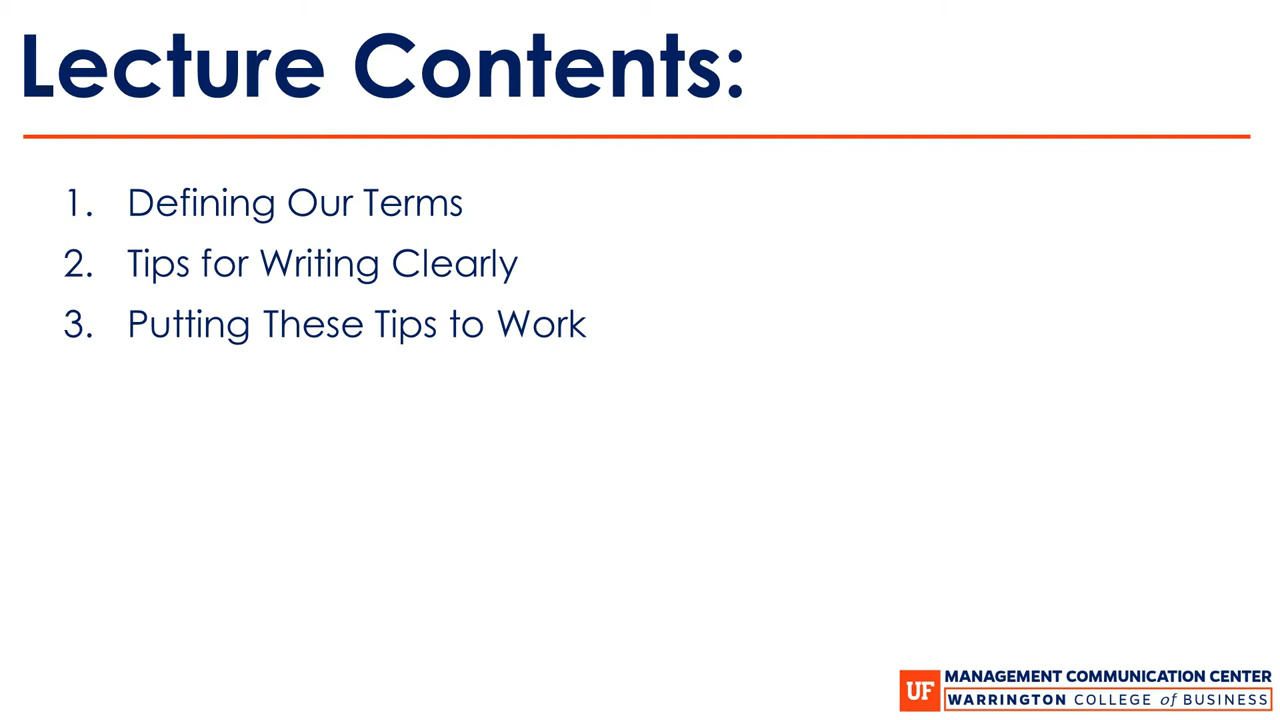 Lecture Contents:
1. Defining Our Terms
2. Tips for Writing Clearly
3. Putting These Tips to Work
UF
MANAGEMENT COMMUNICATION CENTER
WARRINGTON COLLEGE of BUSINESS